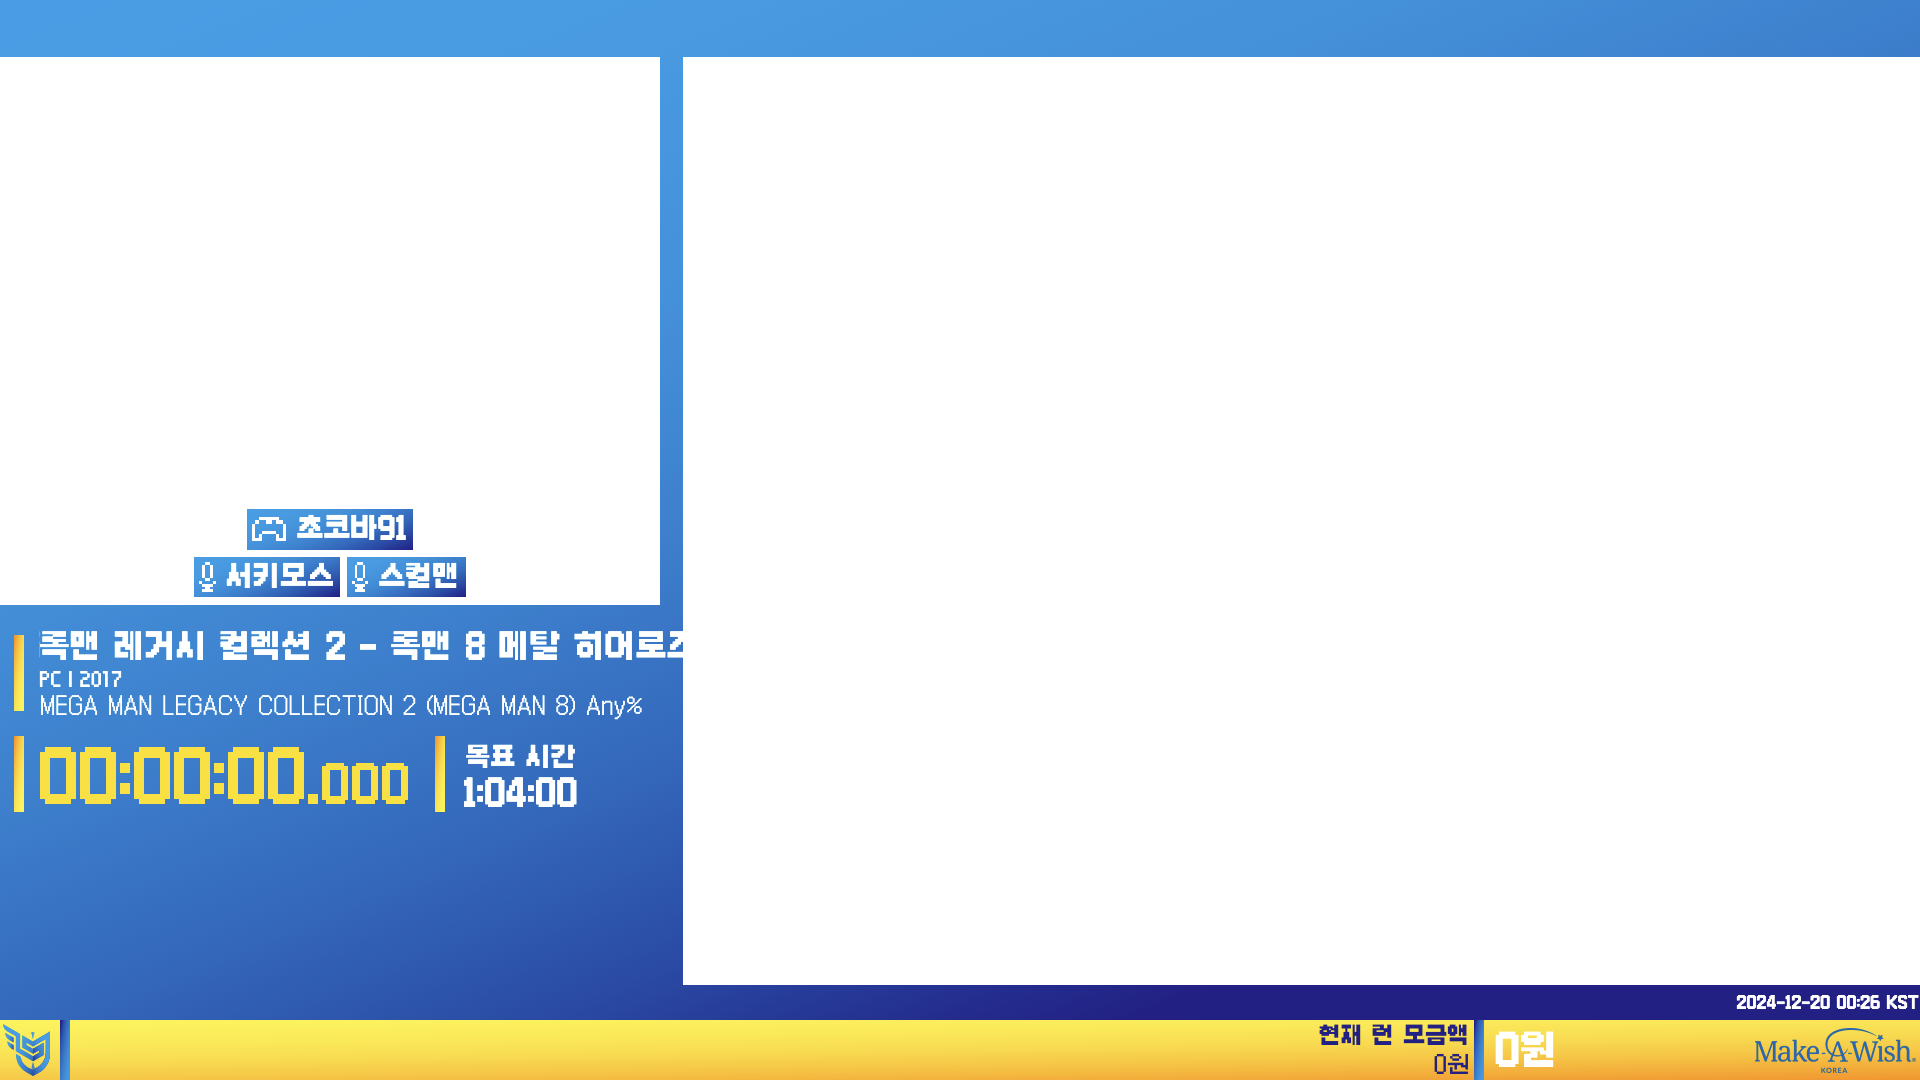 초코바91
서키모스 스컬맨
록맨 레거시 컬렉션 2 - 록맨 8 메탈 히어로즈
PC | 2017
MEGA MAN LEGACY COLLECTION 2 (MEGA MAN 8) Any%
00:00:00.000
목표 시간
1:04:00
2024-12-20 00:26 KST
현재 런 모금액
0원
0원
Make-A-Wish®
KOREA